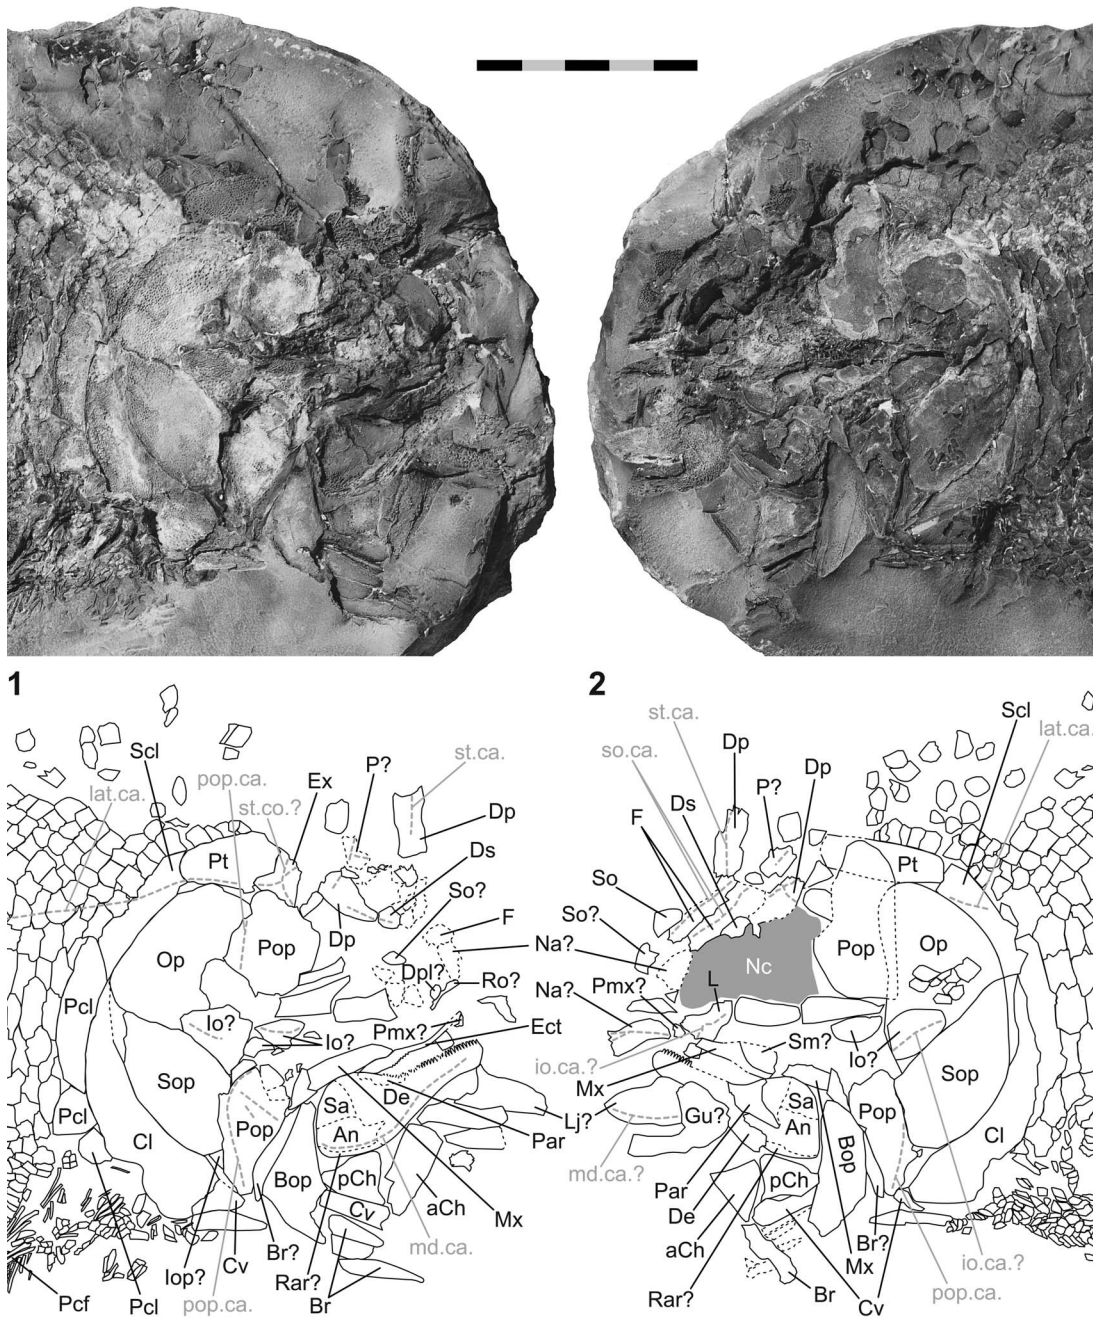 1
Scl
lat.ca.
pop.ca.
st.co.?
Ex
P?
st.ca.
Dp
Pt
Ds
So?
F
Na?
Op
Pop
Dp
Dpl?
Ro?
Pcl
Io?
Pmx?
Ect
Io?
Sop
De
Sa
Pcl
An
Lj?
Par
Cl
Pop
Bop
pCh
Cv
aCh
Mx
md.ca.
Pcf
Pcl
Iop?
Cv
Br?
Rar?
Br
pop.ca.
2
st.ca.
so.ca.
Dp
Scl
lat.ca.
F
Ds
P?
Dp
So
Pt
So?
Na?
Nc
Pop
Op
Pmx?
L
Na?
io.ca.?
Sm?
Io?
Mx
Sop
Sa
Lj?
Gu?
An
Pop
Cl
md.ca.?
Bop
pCh
Par
De
aCh
Rar?
Br
Mx
Br?
Cv
io.ca.?
pop.ca.